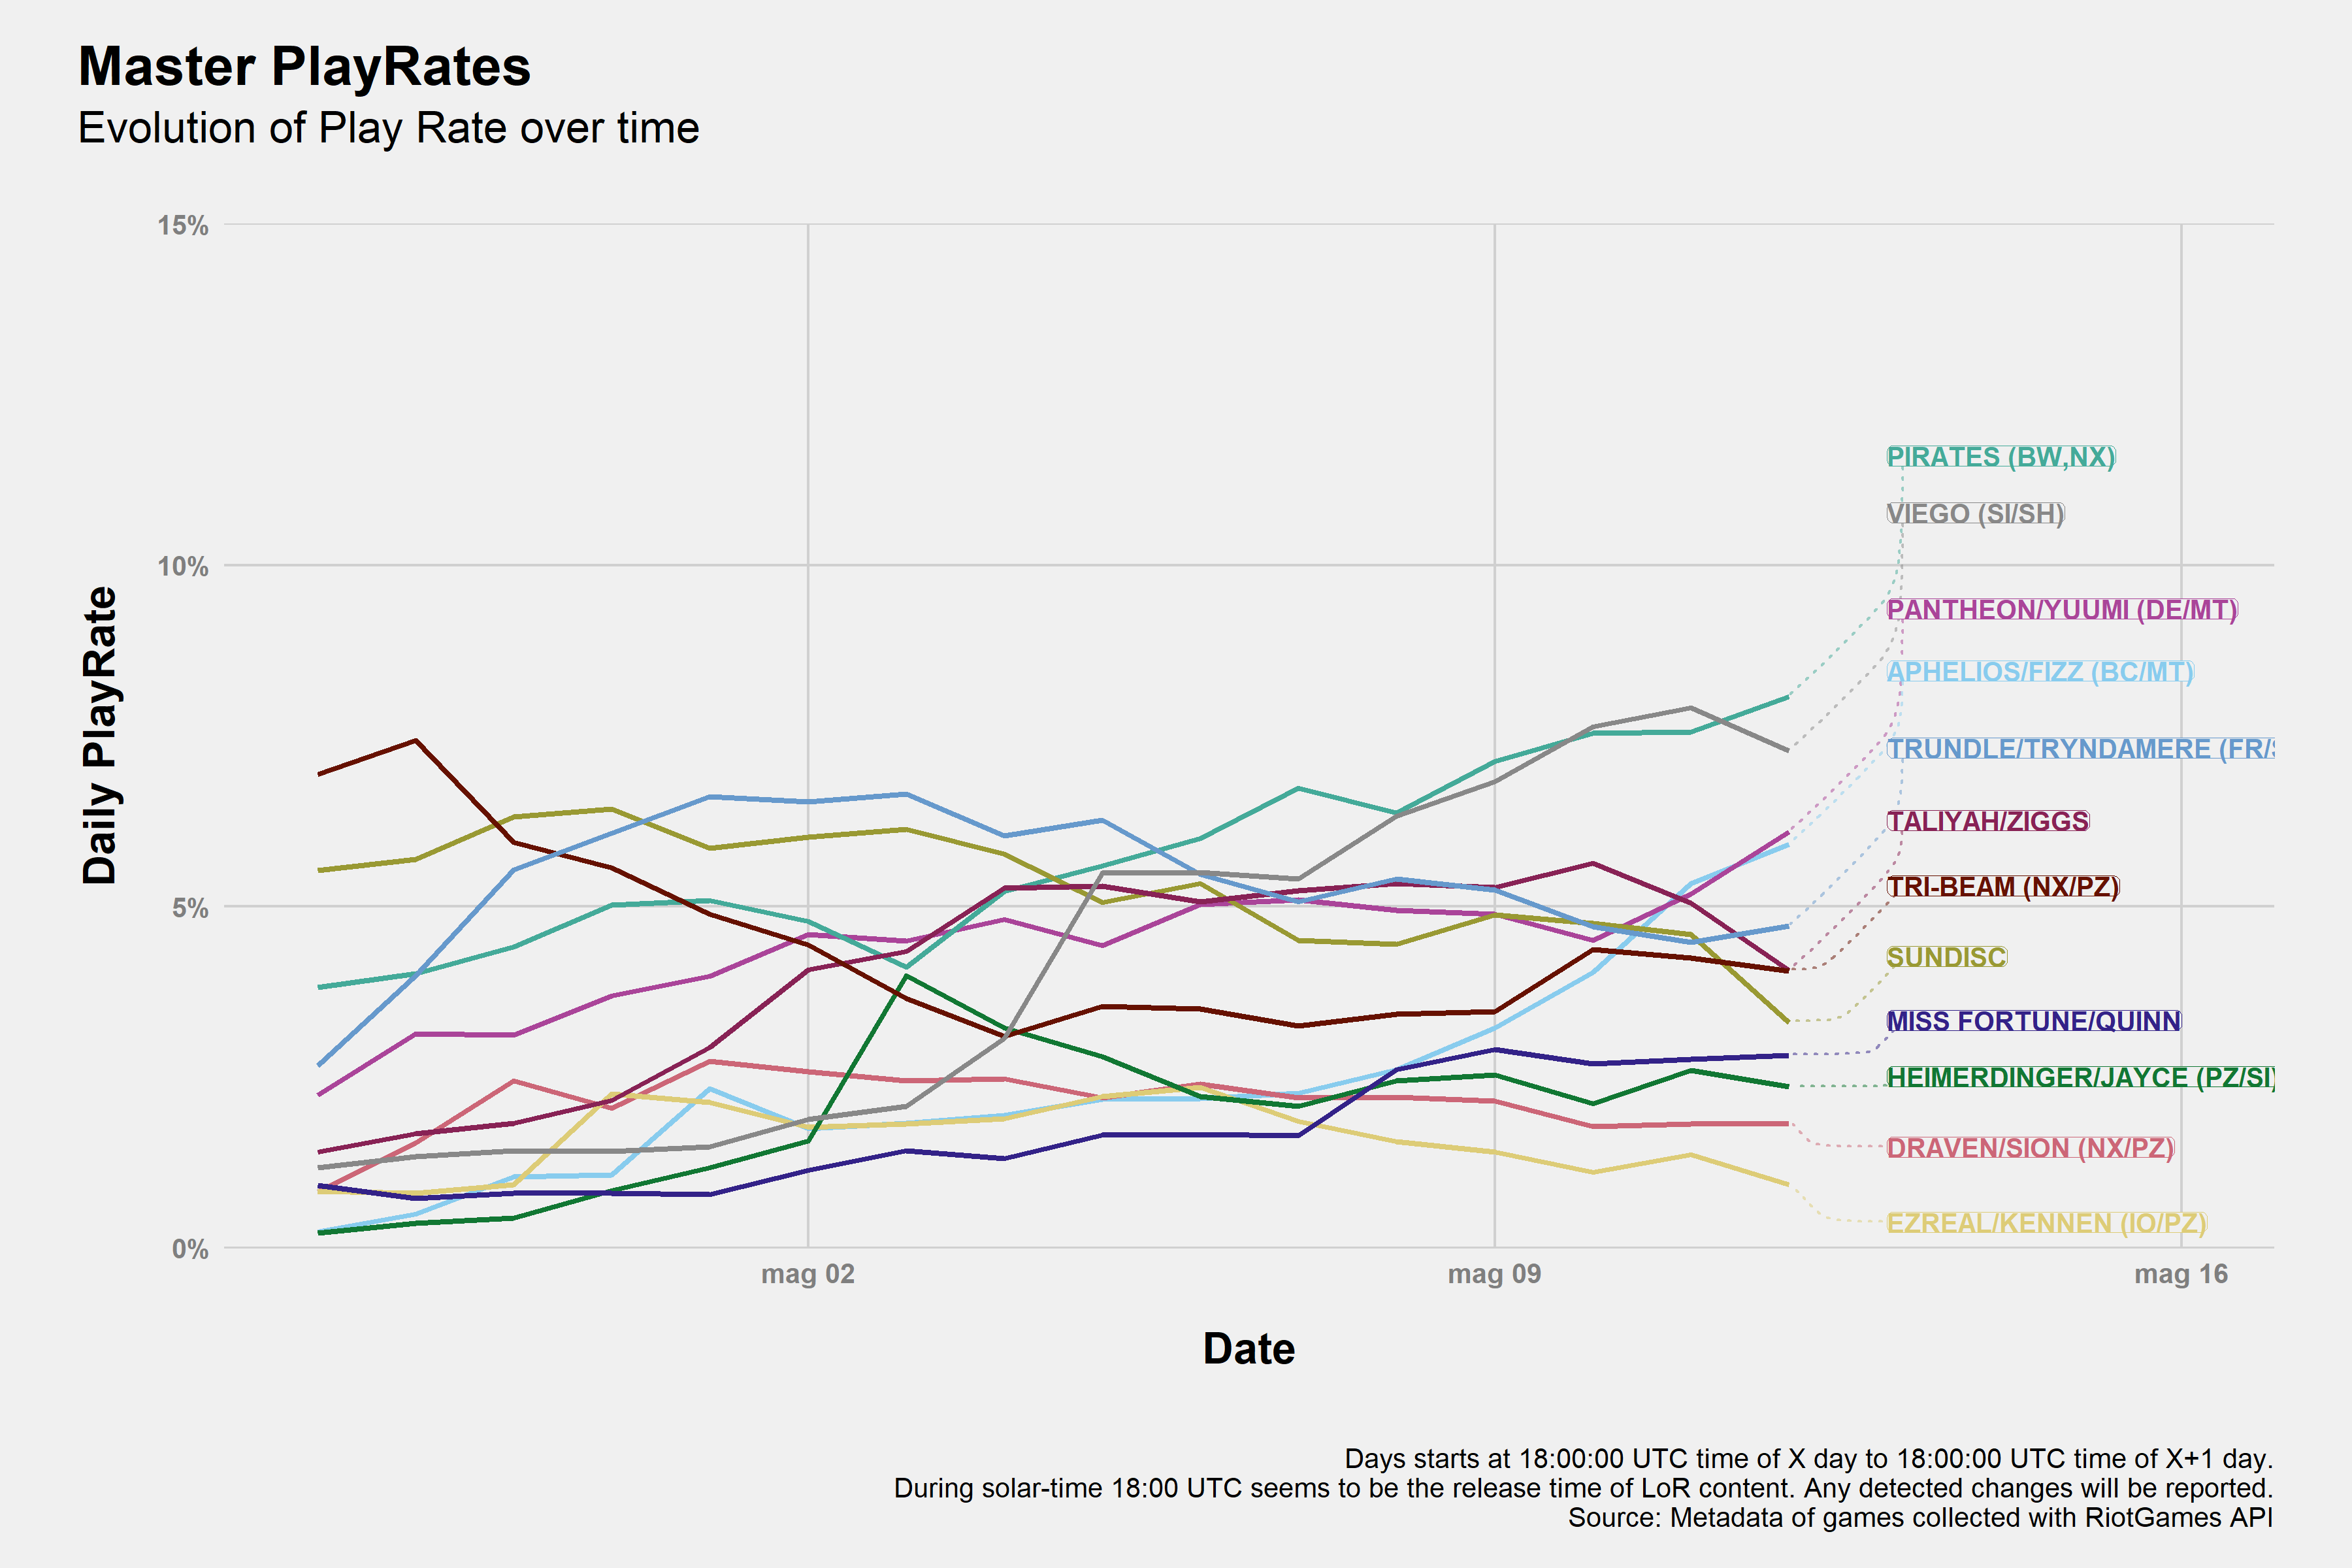 Master PlayRates
Evolution of Play Rate over time
15%
10%
5%
0%
Daily PlayRate
PIRATES (BW,NX)
VIEGO (SI/SH)
PANTHEON/YUUMI (DE/MT)
APHELIOS/FIZZ (BC/MT)
TRUNDLE/TRYNDAMERE (FR/S
TALIYAH/ZIGGS
TRI-BEAM (NX/PZ)
SUNDISC
MISS FORTUNE/QUINN
HEIMERDINGER/JAYCE (PZ/SI)
DRAVEN/SION (NX/PZ)
EZREAL/KENNEN (IO/PZ)
mag 02
mag 09
mag 16
Date
Days starts at 18:00:00 UTC time of X day to 18:00:00 UTC time of X+1 day.
During solar-time 18:00 UTC seems to be the release time of LoR content. Any detected changes will be reported.
Source: Metadata of games collected with RiotGames API